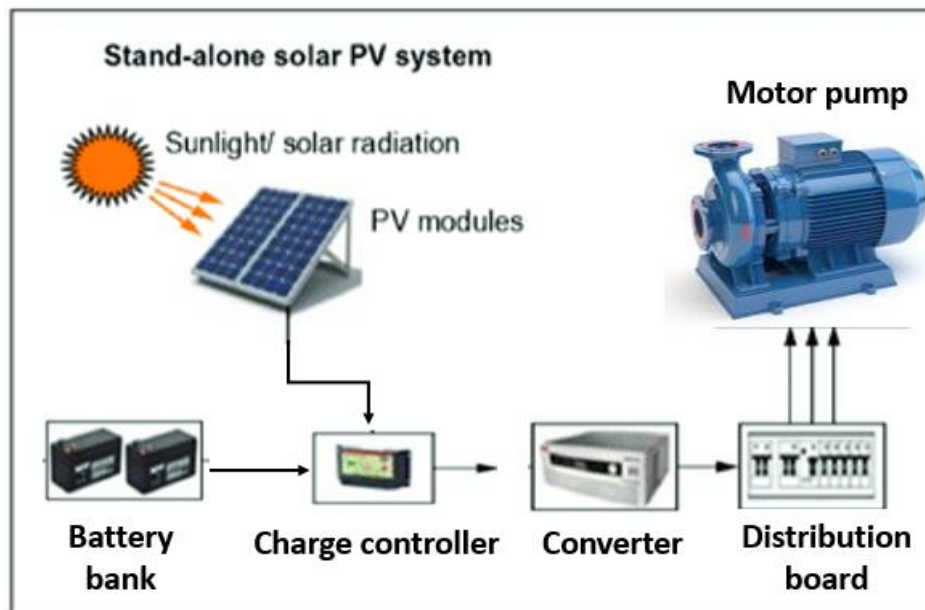 Stand-alone solar PV system
Motor pump
Sunlight/ solar radiation
PV modules
Battery
bank
Charge controller
Converter
Distribution
board